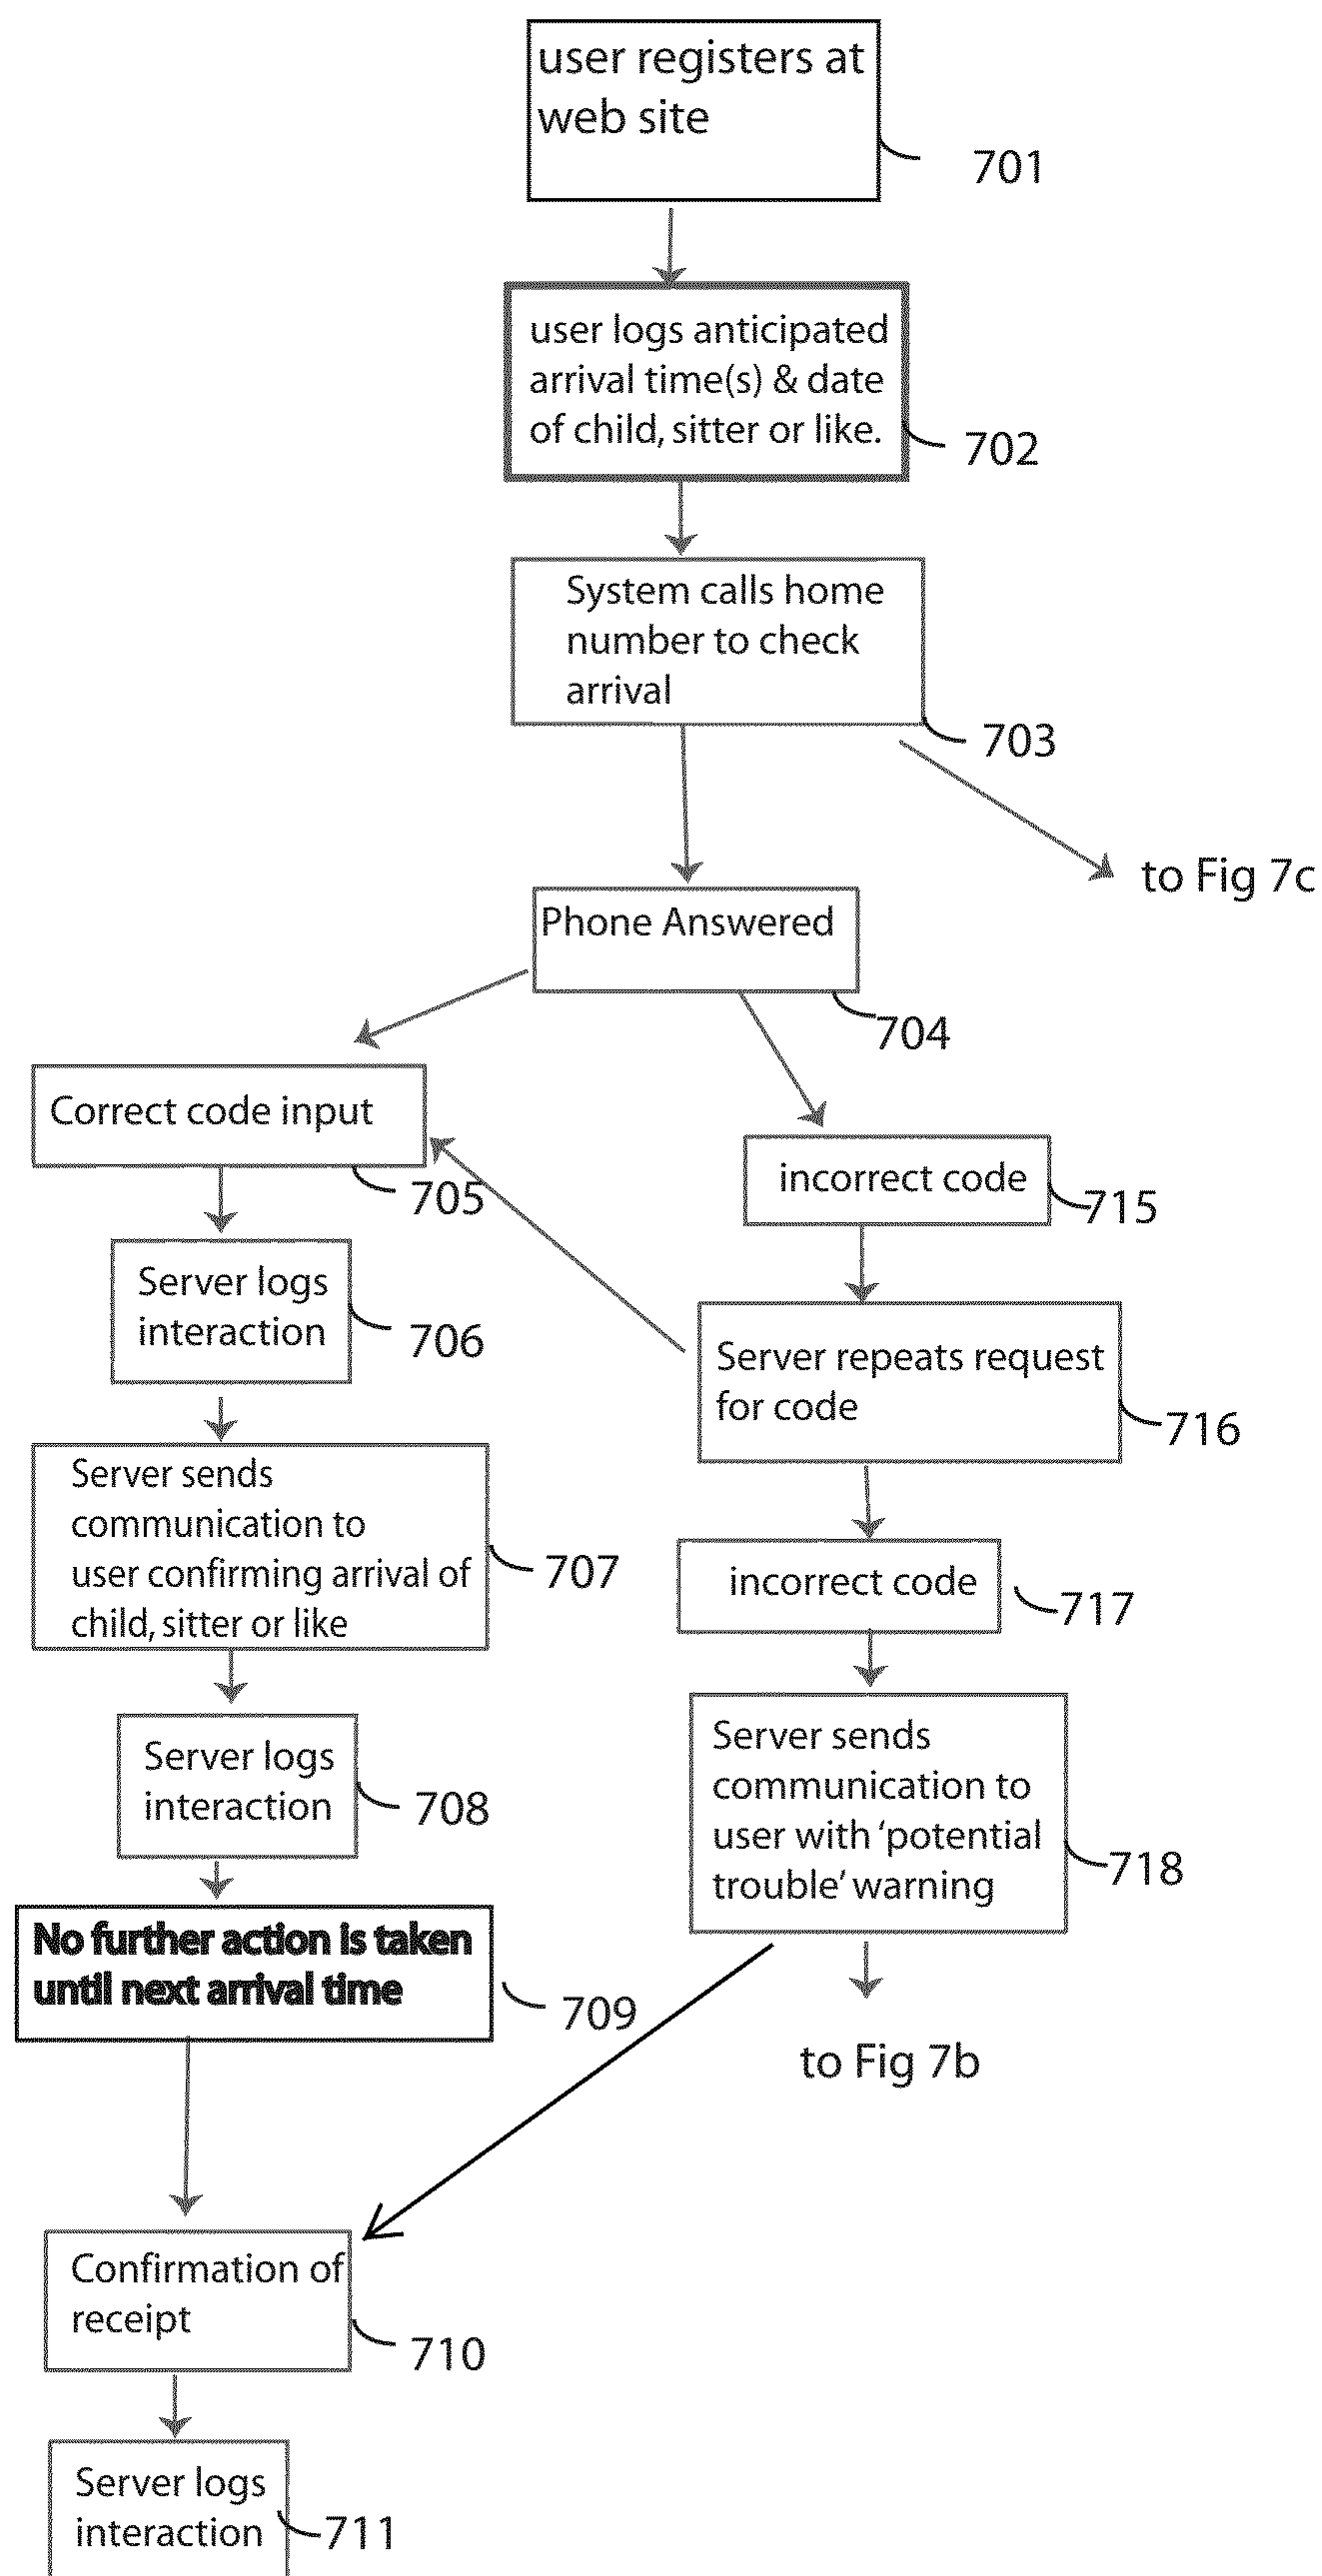 user registers at
web site
701
user logs anticipated
arrival time(s) & date
of child, sitter or like.
702
System calls home
number to check
arrival
703
to Fig 7c
Phone Answered
704
Correct code input
705
incorrect code
715
Server logs
interaction
706
Server repeats request
for code
716
Server sends
communication to
user confirming arrival of
child, sitter or like
707
incorrect code
717
Server logs
interaction
708
Server sends
communication to
user with ‘potential
trouble’ warning
718
No further action is taken
until next arrival time
709
to Fig 7b
Confirmation of
receipt
710
Server logs
interaction
711